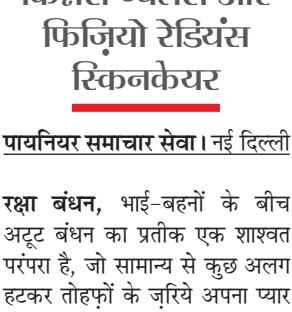 फिज़ियो रेडियंस
स्किनकेयर
पायनियर समाचार सेवा। नई दिल्ली
रक्षा बंधन, भाई-बहनों के बीच
अटूट बंधन का प्रतीक एक शाश्वत
परंपरा है, जो सामान्य से कुछ अलग
हटकर तोहफ़ों के ज़रिये अपना प्यार